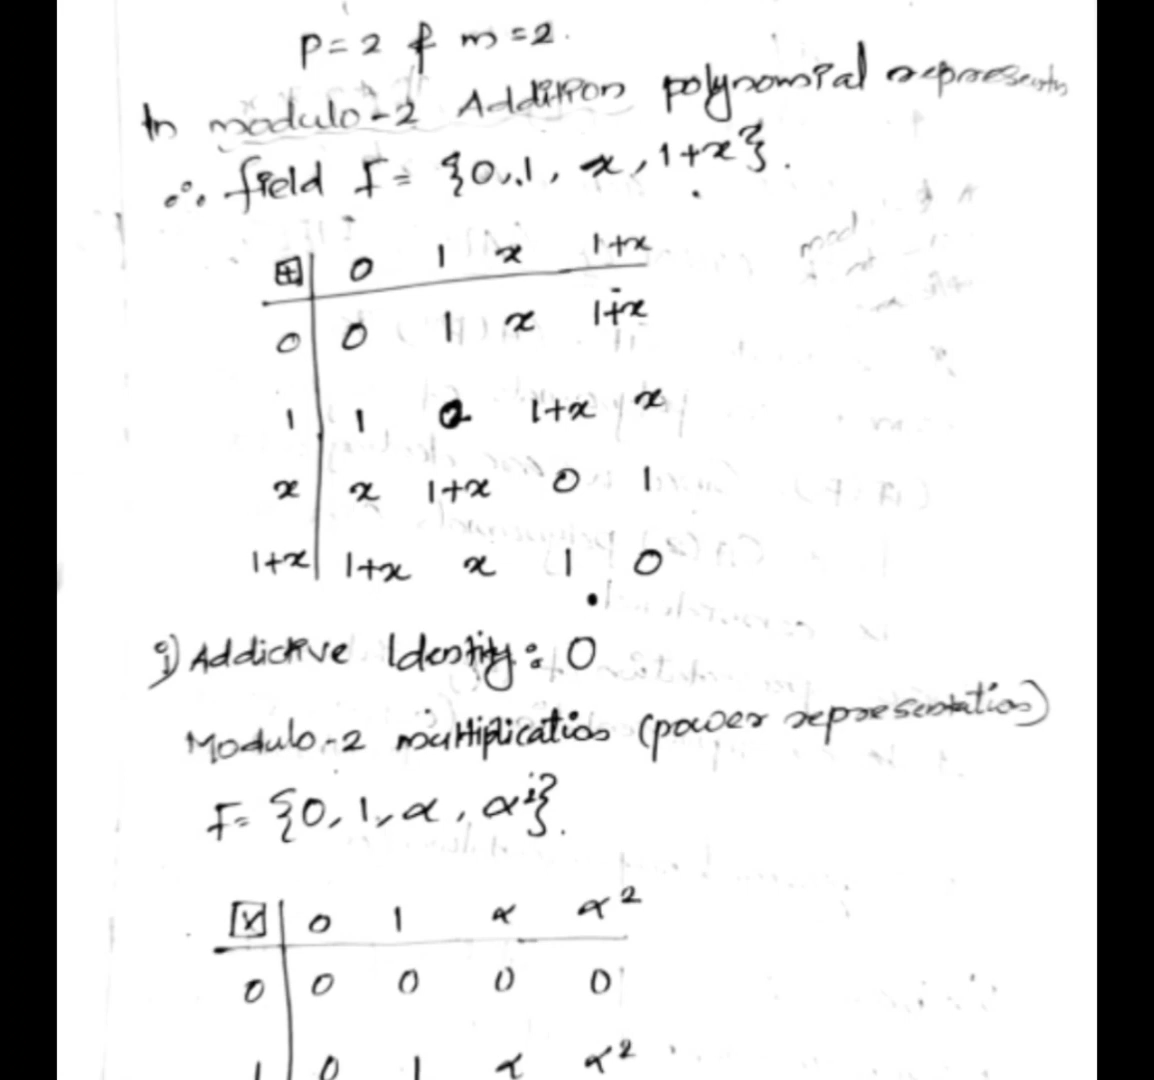 P = 2 & m = 2.
In modulo-2 Addition polynomial represents
∴ field F = {0, 1, x, 1+x}.
⊞ 0 1 x 1+x
0 0 1 x 1+x
1 1 0 1+x x
x x 1+x 0 1
1+x 1+x x 1 0
i) Addictive Identity : 0
Modulo-2 multiplication (power representation)
F = {0, 1, α, α²}.
⊠ 0 1 α α²
0 0 0 0 0
1 0 1 α α²